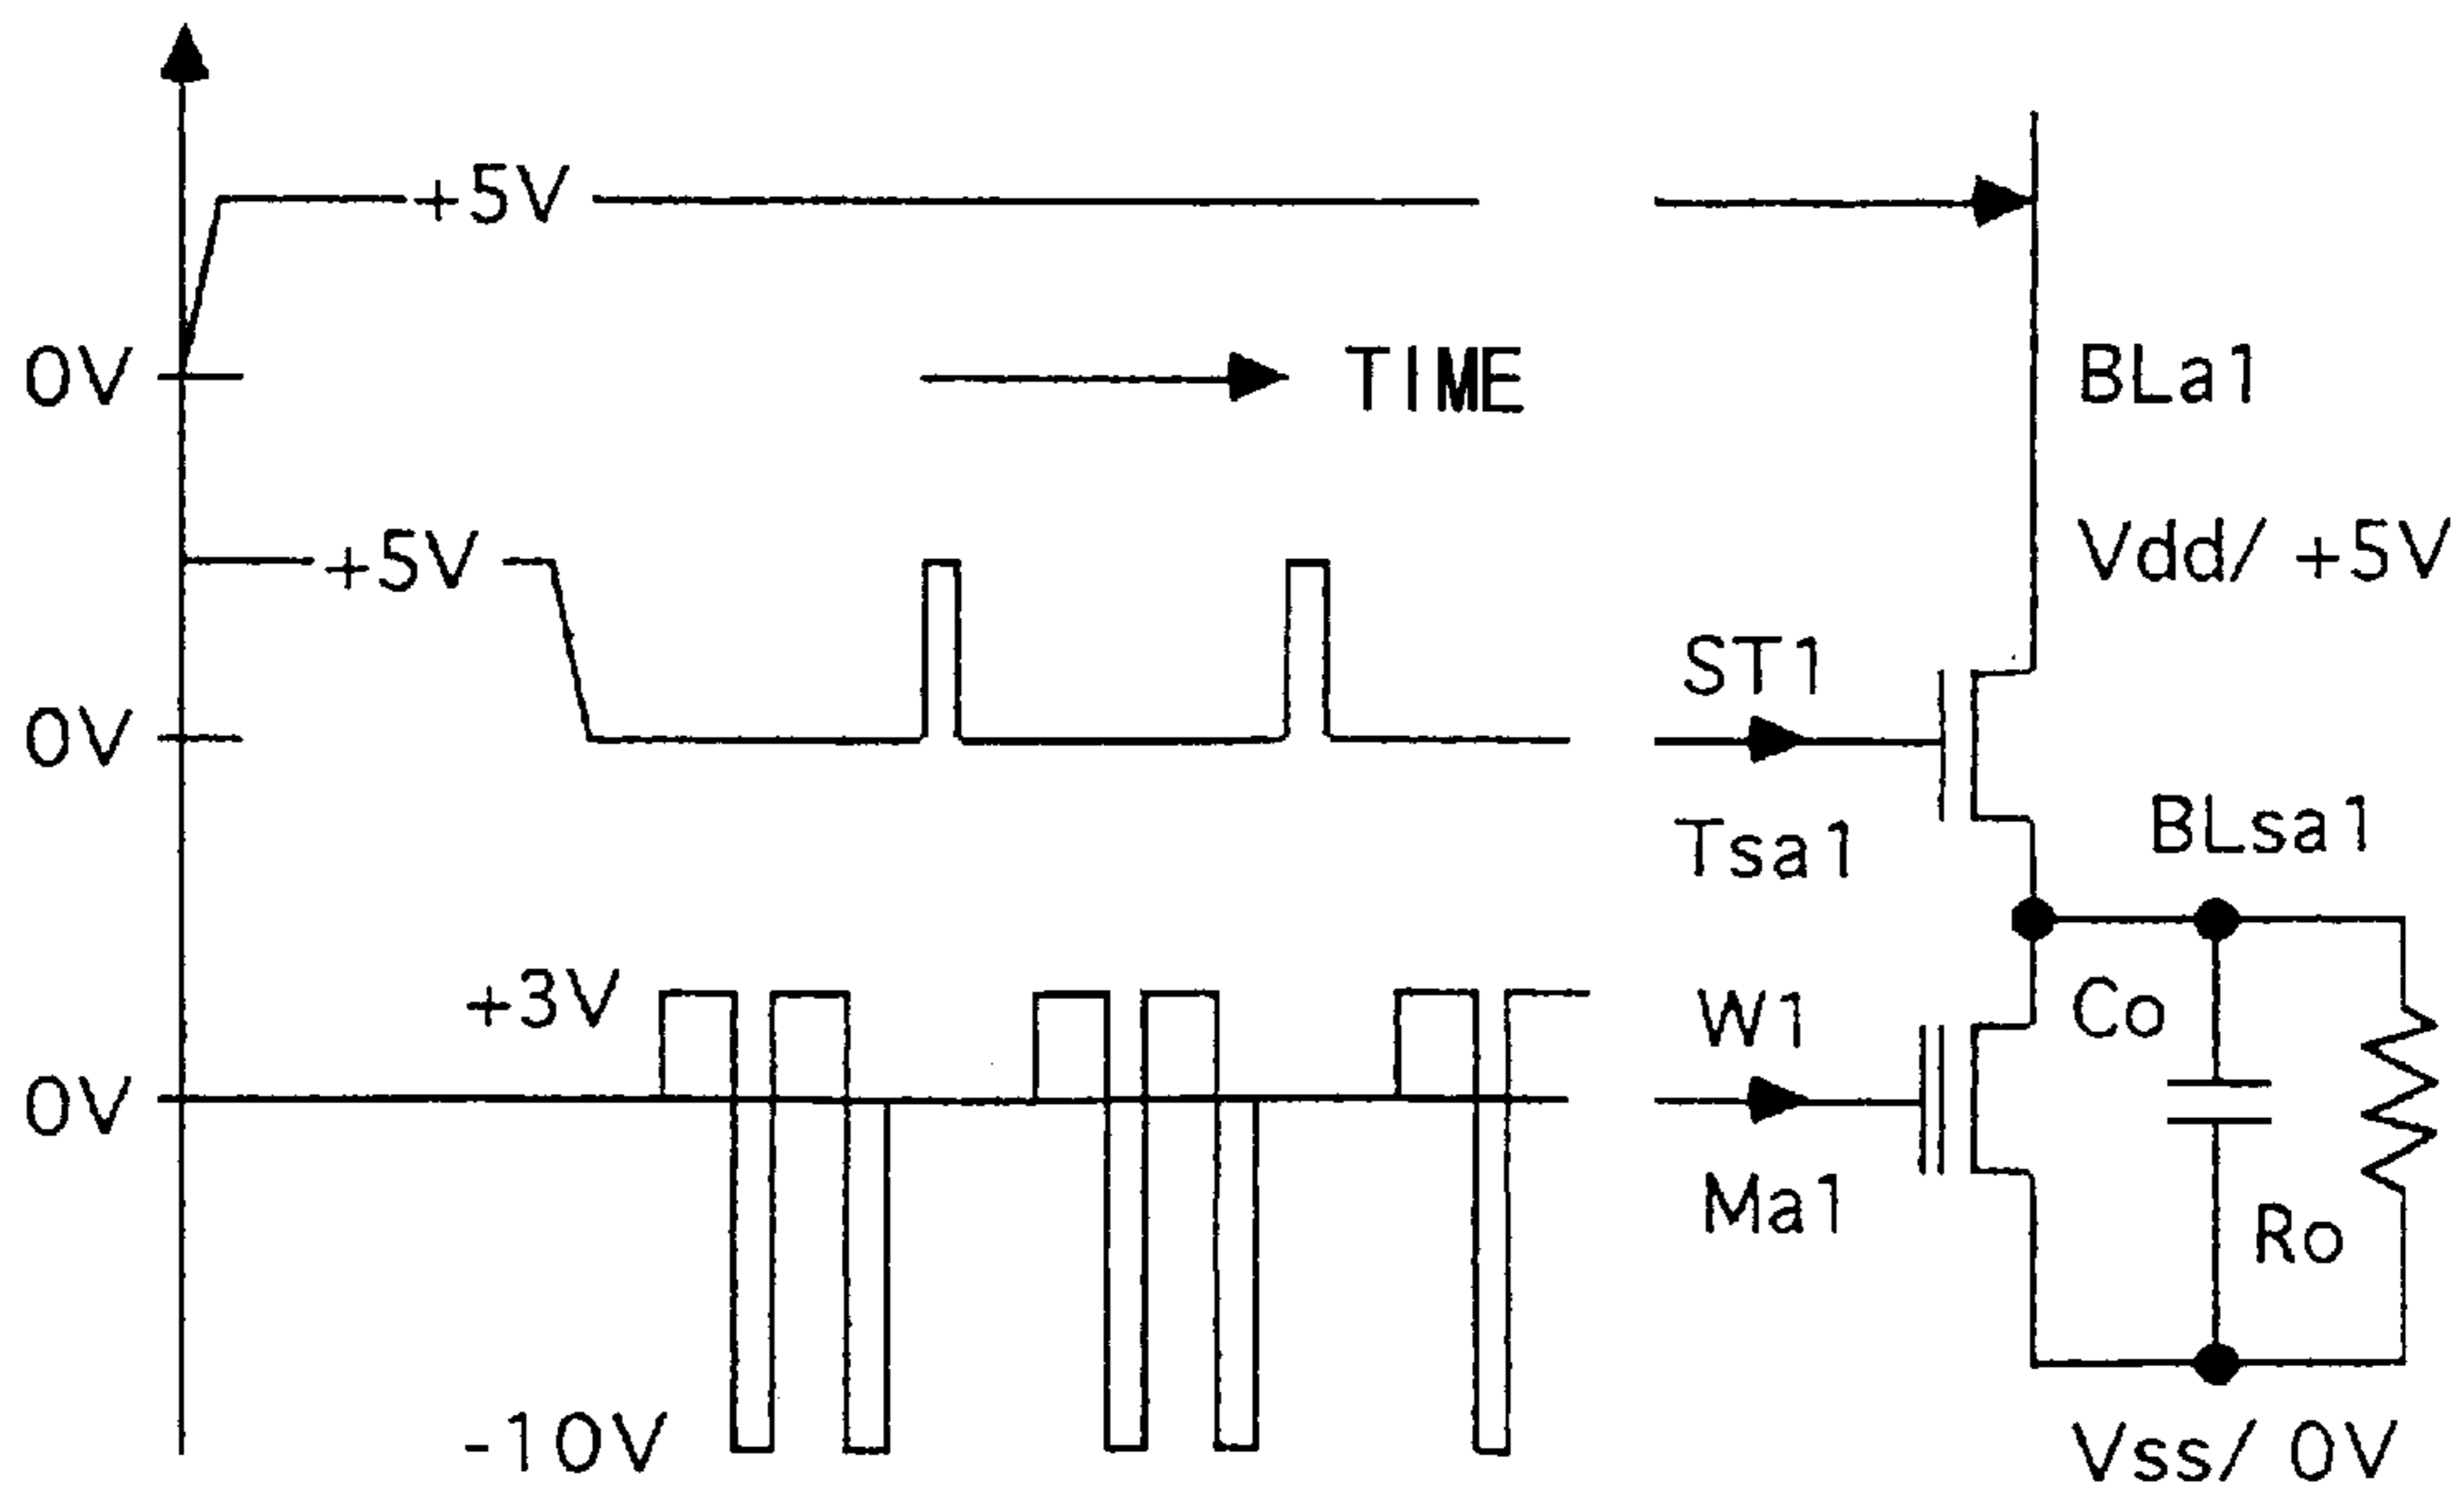 +5V
0V
TIME
BLa1
+5V
Vdd/ +5V
ST1
0V
Tsa1
BLsa1
+3V
W1
Co
0V
Ma1
Ro
-10V
Vss/ 0V